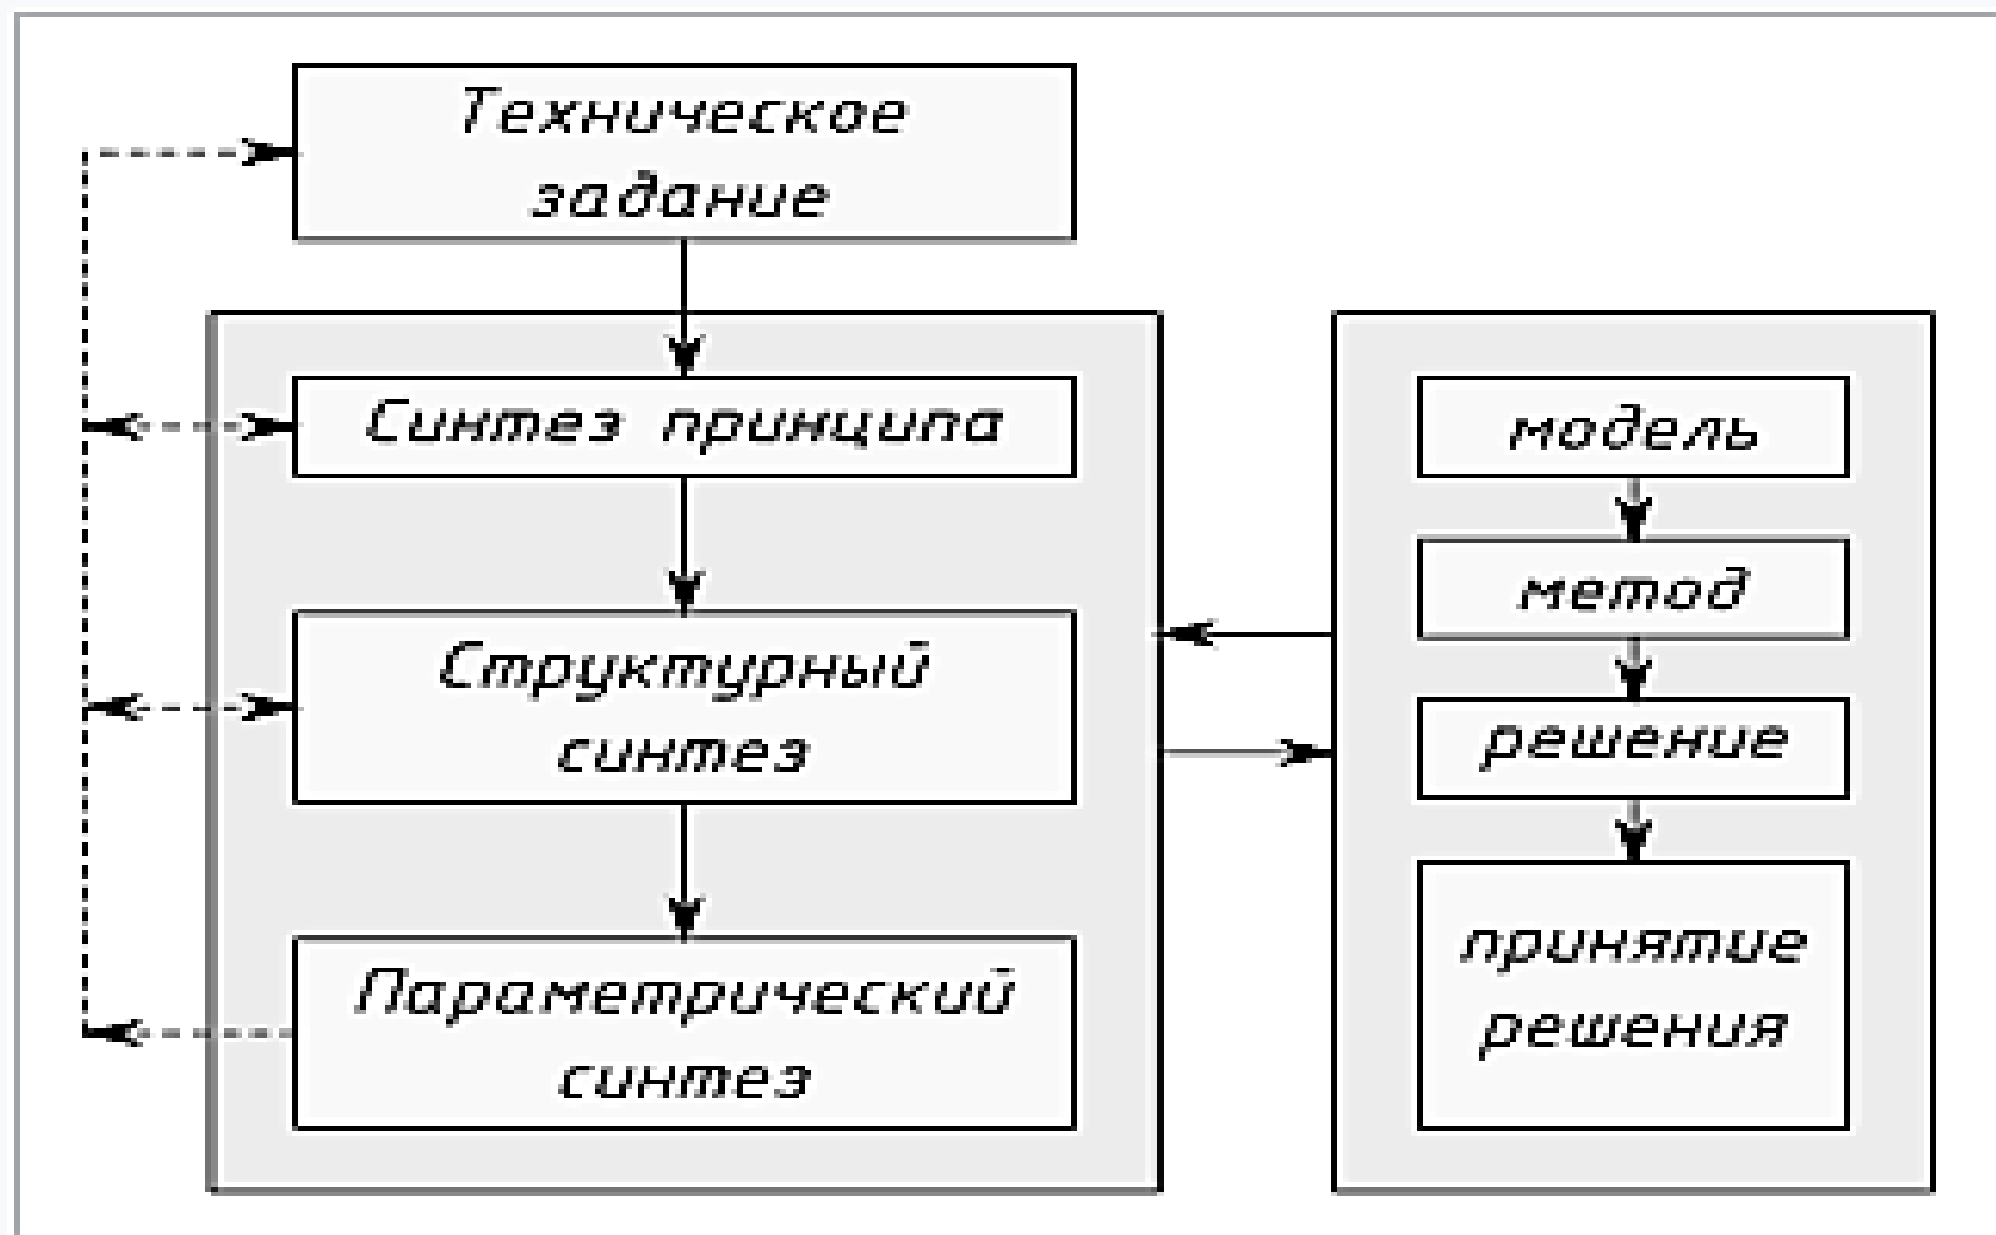 Техническое
задание
Синтез принципа
Структурный
синтез
Параметрический
синтез
модель
метод
решение
принятие
решения